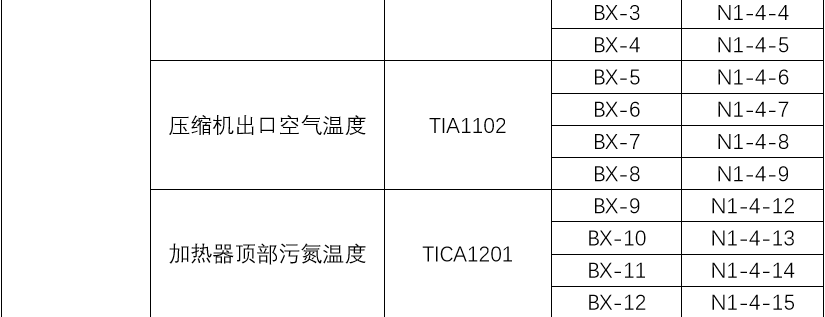 BX-3 N1-4-4
BX-4 N1-4-5
压缩机出口空气温度 TIA1102 BX-5 N1-4-6
BX-6 N1-4-7
BX-7 N1-4-8
BX-8 N1-4-9
加热器顶部污氮温度 TICA1201 BX-9 N1-4-12
BX-10 N1-4-13
BX-11 N1-4-14
BX-12 N1-4-15